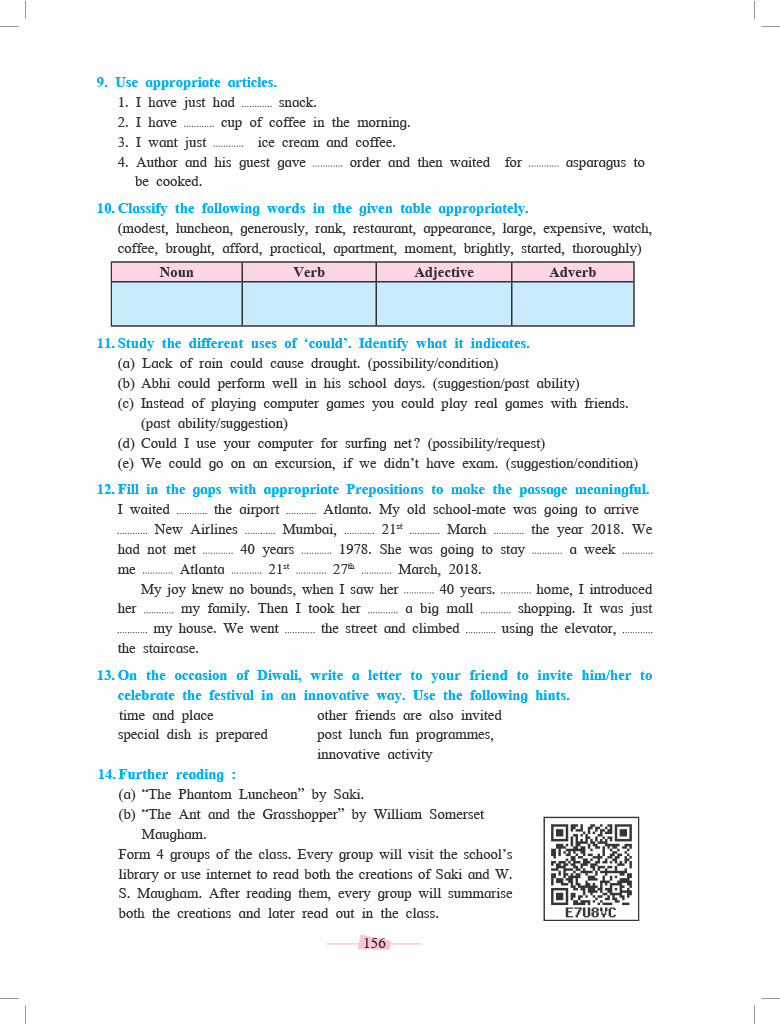 9. Use appropriate articles.
1. I have just had ............ snack.
2. I have ............ cup of coffee in the morning.
3. I want just ............ ice cream and coffee.
4. Author and his guest gave ............ order and then waited for ............ asparagus to
be cooked.
10. Classify the following words in the given table appropriately.
(modest, luncheon, generously, rank, restaurant, appearance, large, expensive, watch,
coffee, brought, afford, practical, apartment, moment, brightly, started, thoroughly)
Noun Verb Adjective Adverb
11. Study the different uses of ‘could’. Identify what it indicates.
(a) Lack of rain could cause draught. (possibility/condition)
(b) Abhi could perform well in his school days. (suggestion/past ability)
(c) Instead of playing computer games you could play real games with friends.
(past ability/suggestion)
(d) Could I use your computer for surfing net? (possibility/request)
(e) We could go on an excursion, if we didn’t have exam. (suggestion/condition)
12. Fill in the gaps with appropriate Prepositions to make the passage meaningful.
I waited ............ the airport ............ Atlanta. My old school-mate was going to arrive
............ New Airlines ............ Mumbai, ............ 21st ............ March ............ the year 2018. We
had not met ............ 40 years ............ 1978. She was going to stay ............ a week ............
me ............ Atlanta ............ 21st ............ 27th ............ March, 2018.
My joy knew no bounds, when I saw her ............ 40 years. ............ home, I introduced
her ............ my family. Then I took her ............ a big mall ............ shopping. It was just
............ my house. We went ............ the street and climbed ............ using the elevator, ............
the staircase.
13. On the occasion of Diwali, write a letter to your friend to invite him/her to
celebrate the festival in an innovative way. Use the following hints.
time and place other friends are also invited
special dish is prepared post lunch fun programmes,
innovative activity
14. Further reading :
(a) “The Phantom Luncheon” by Saki.
(b) “The Ant and the Grasshopper” by William Somerset
Maugham.
Form 4 groups of the class. Every group will visit the school’s
library or use internet to read both the creations of Saki and W.
S. Maugham. After reading them, every group will summarise
both the creations and later read out in the class.
E7U8VC
156